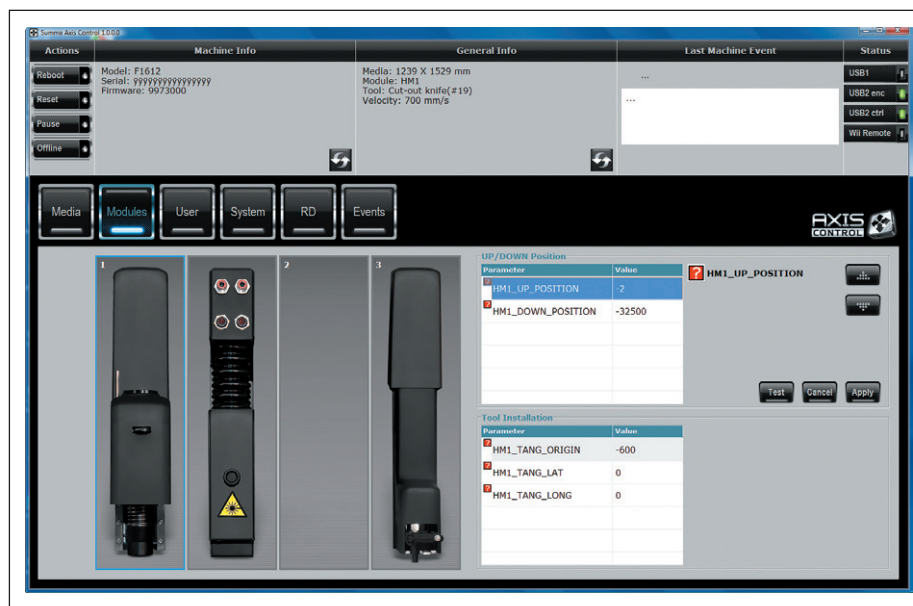 Summa Axis Control 1.0.0.0
Actions
Machine Info
General Info
Last Machine Event
Status
Reboot
Reset
Pause
Offline
Model: F1612
Serial: ÿÿÿÿÿÿÿÿÿÿÿÿÿÿÿÿ
Firmware: 9973000
Media: 1239 X 1529 mm
Module: HM1
Tool: Cut-out knife(#19)
Velocity: 700 mm/s
...
...
USB1
USB2 enc
USB2 ctrl
Wii Remote
Media
Modules
User
System
RD
Events
AXIS
CONTROL
1
2
3
UP/DOWN Position
Parameter Value
? HM1_UP_POSITION -2
? HM1_DOWN_POSITION -32500
? HM1_UP_POSITION
Test
Cancel
Apply
Tool Installation
Parameter Value
? HM1_TANG_ORIGIN -600
? HM1_TANG_LAT 0
? HM1_TANG_LONG 0